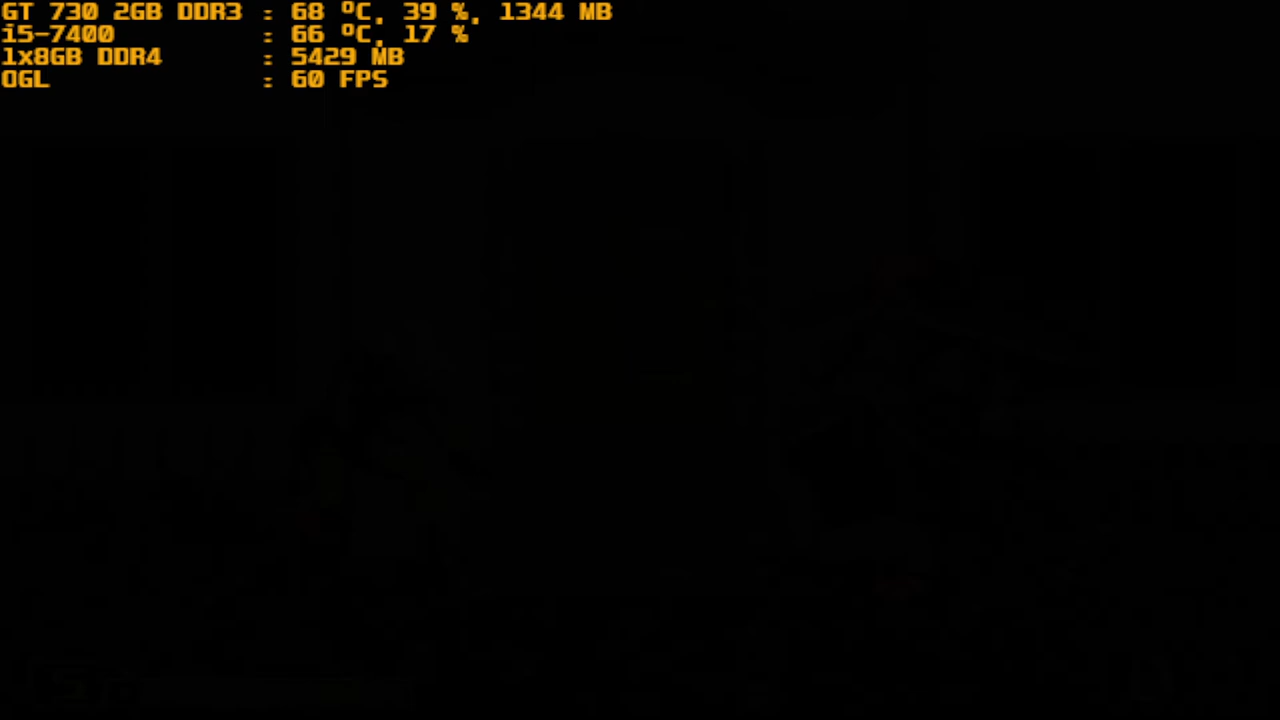 GT 730 2GB DDR3 : 68 ºC, 39 %, 1344 MB
i5-7400 : 66 ºC, 17 %
1x8GB DDR4 : 5429 MB
OGL : 60 FPS